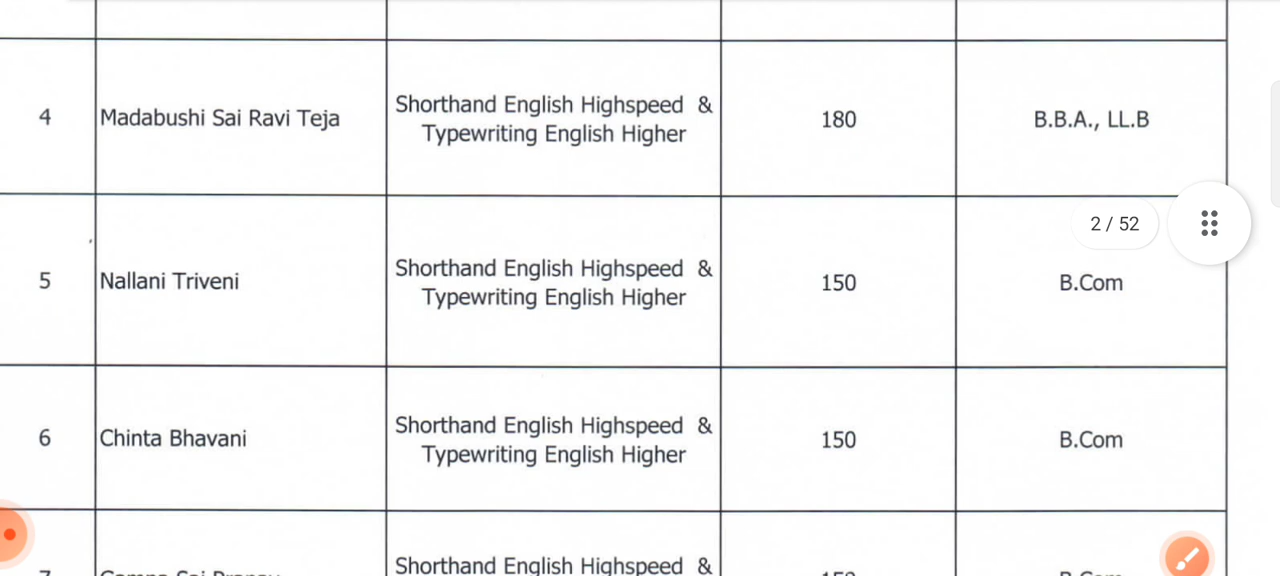 4
Madabushi Sai Ravi Teja
Shorthand English Highspeed &
Typewriting English Higher
180
B.B.A., LL.B
2 / 52
5
Nallani Triveni
Shorthand English Highspeed &
Typewriting English Higher
150
B.Com
6
Chinta Bhavani
Shorthand English Highspeed &
Typewriting English Higher
150
B.Com
Shorthand English Highspeed &